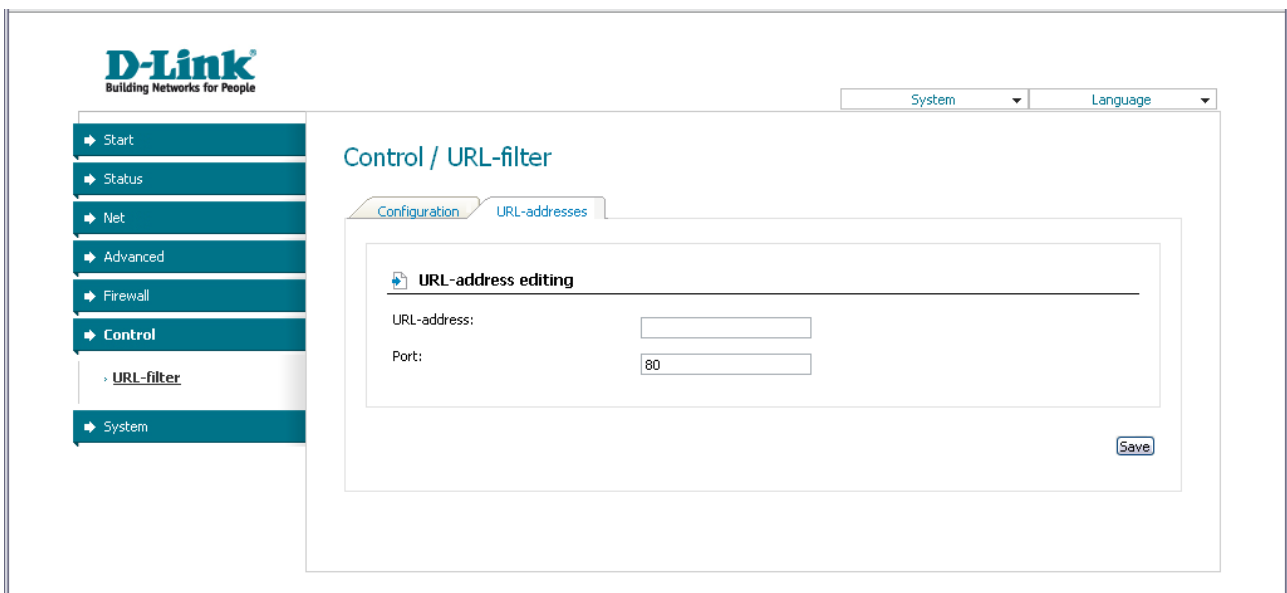 D-Link
Building Networks for People
System Language
Start
Status
Net
Advanced
Firewall
Control
URL-filter
System
Control / URL-filter
Configuration URL-addresses
URL-address editing
URL-address:
Port: 80
Save